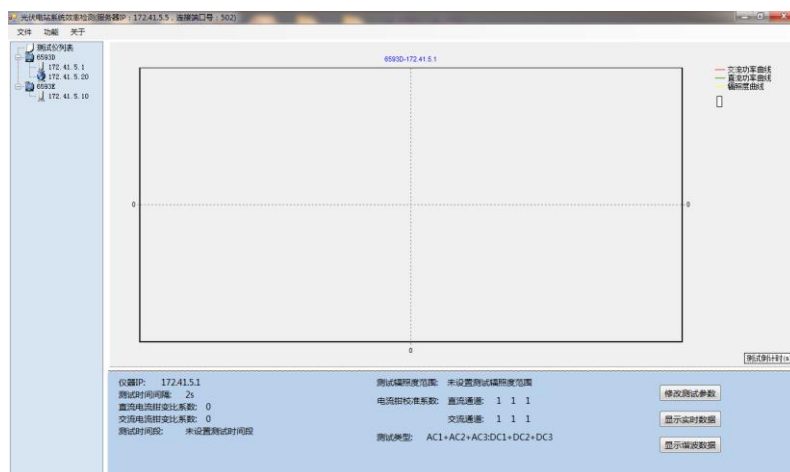 光伏电站系统效率检测(服务器IP：172.41.5.5，连接端口号：502)
文件 功能 关于
测试仪列表
6593D
172.41.5.1
172.41.5.20
6593E
172.41.5.10
6593D-172.41.5.1
交流功率曲线
直流功率曲线
辐照度曲线
0
0
0
测试倒计时(s
仪器IP: 172.41.5.1
测试时间间隔: 2s
直流电流钳变比系数: 0
交流电流钳变比系数: 0
测试时间段: 未设置测试时间段
测试辐照度范围: 未设置测试辐照度范围
电流钳校准系数: 直流通道: 1 1 1
交流通道: 1 1 1
测试类型: AC1+AC2+AC3:DC1+DC2+DC3
修改测试参数
显示实时数据
显示谐波数据